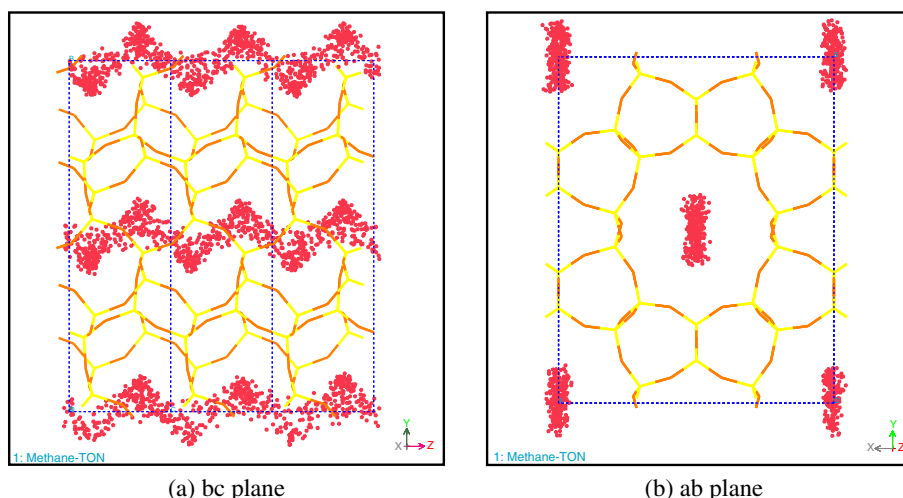 Y
X Z
1: Methane-TON
(a) bc plane
Y
X Z
1: Methane-TON
(b) ab plane